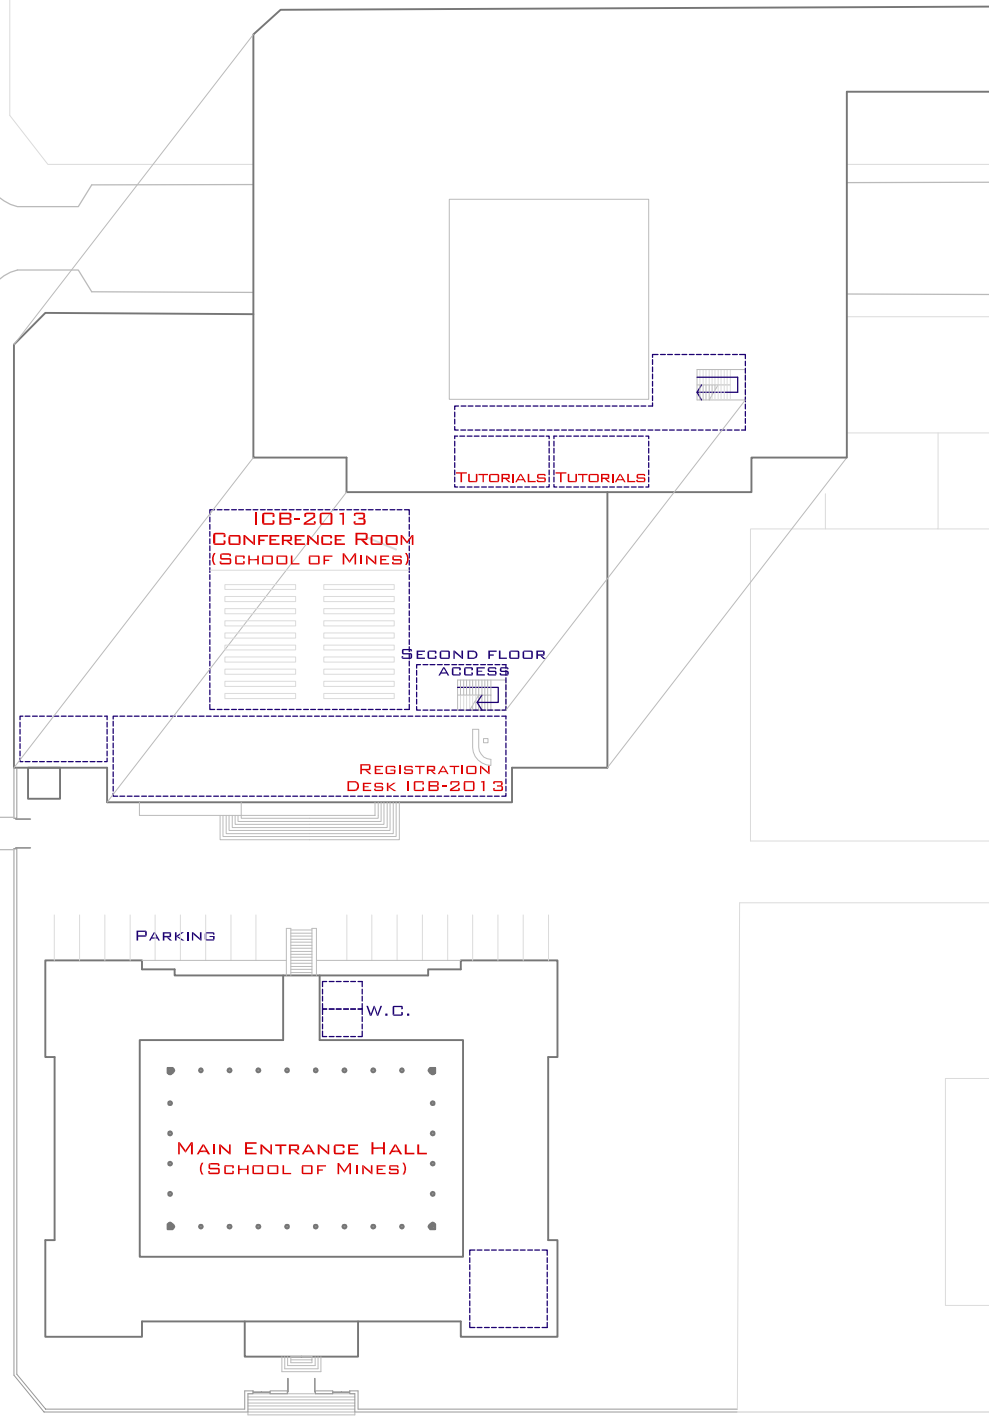 TUTORIALS TUTORIALS
ICB-2013
CONFERENCE ROOM
(SCHOOL OF MINES)
SECOND FLOOR
ACCESS
REGISTRATION
DESK ICB-2013
PARKING
W.C.
MAIN ENTRANCE HALL
(SCHOOL OF MINES)